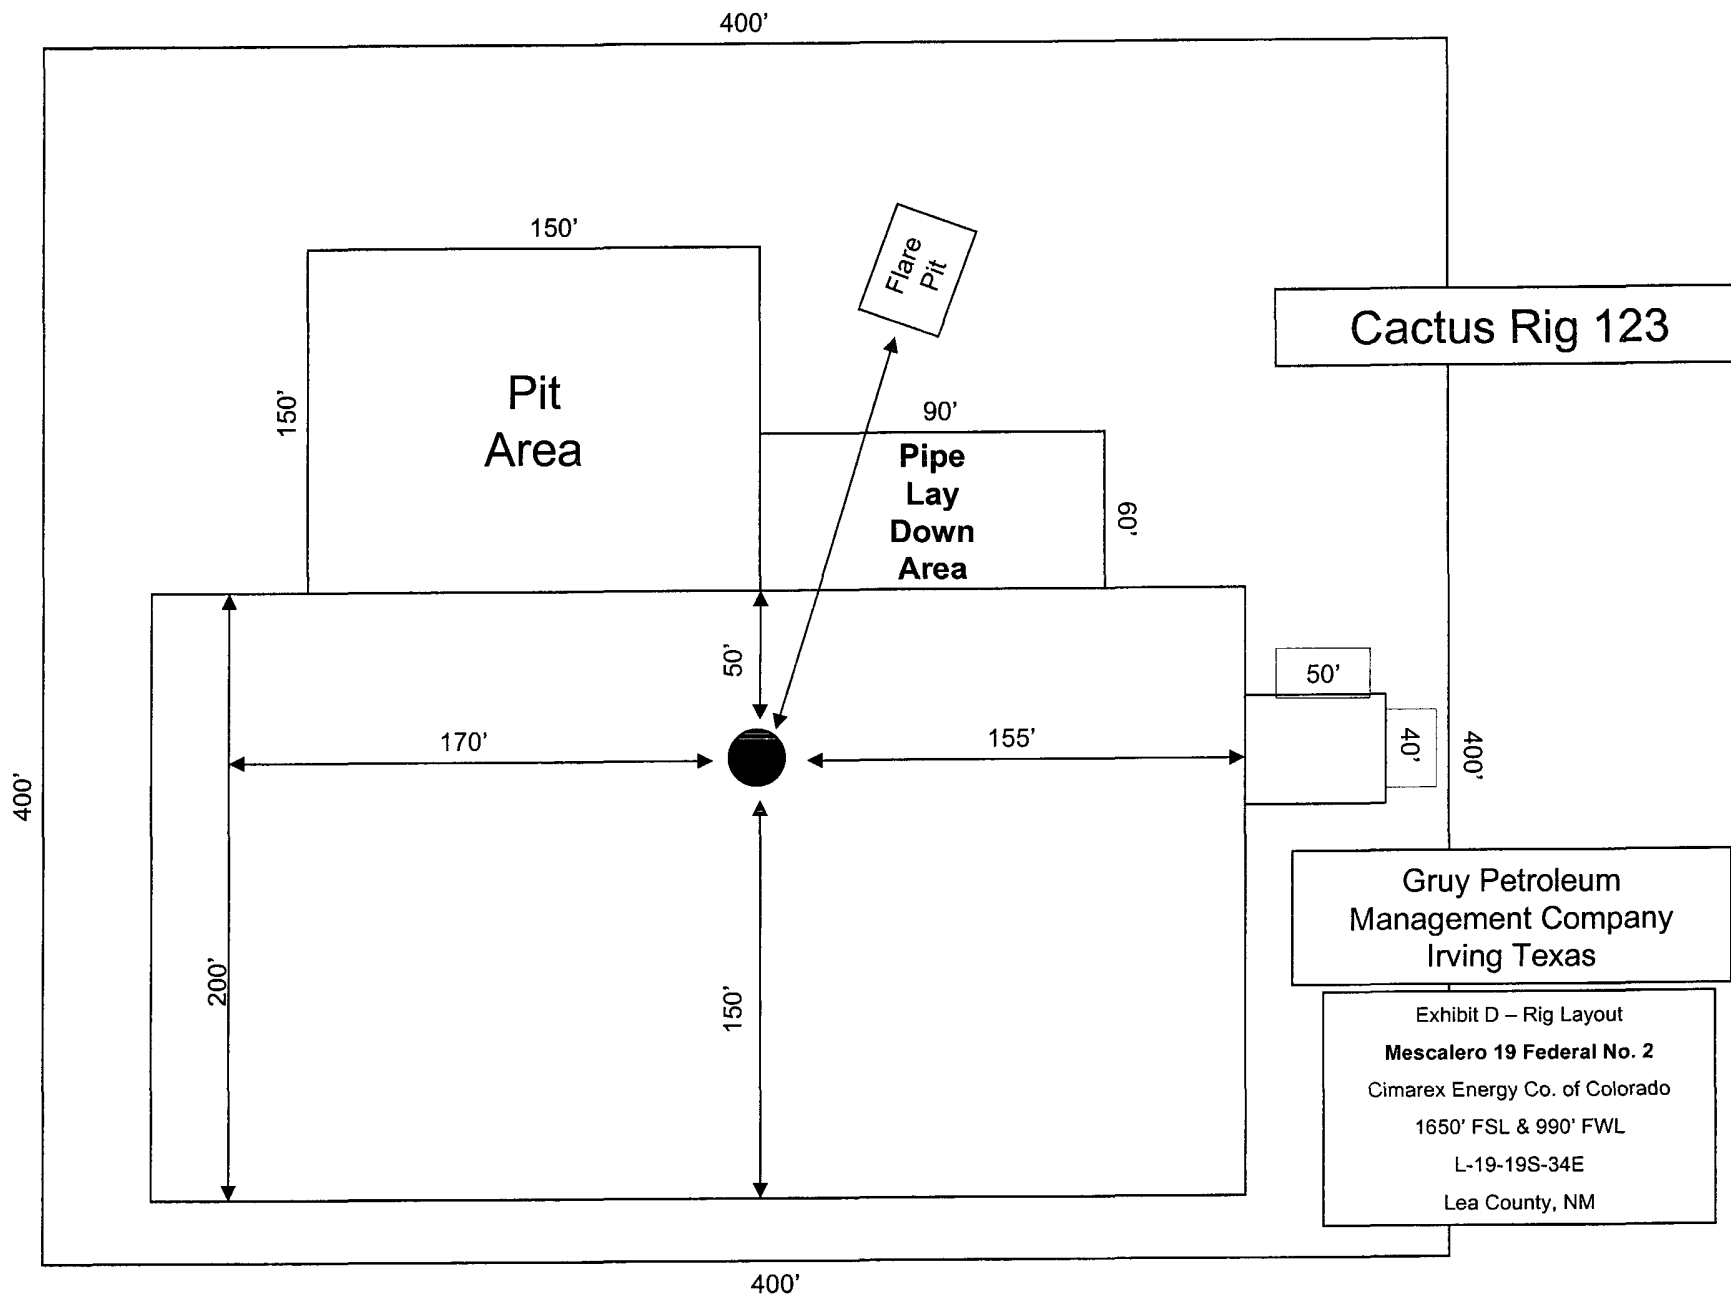 400'
150'
Flare
Pit
Cactus Rig 123
150'
Pit
Area
90'
Pipe
Lay
Down
Area
60'
50'
50'
170'
155'
40'
400'
400'
Gruy Petroleum
Management Company
Irving Texas
200'
150'
Exhibit D – Rig Layout
Mescalero 19 Federal No. 2
Cimarex Energy Co. of Colorado
1650' FSL & 990' FWL
L-19-19S-34E
Lea County, NM
400'